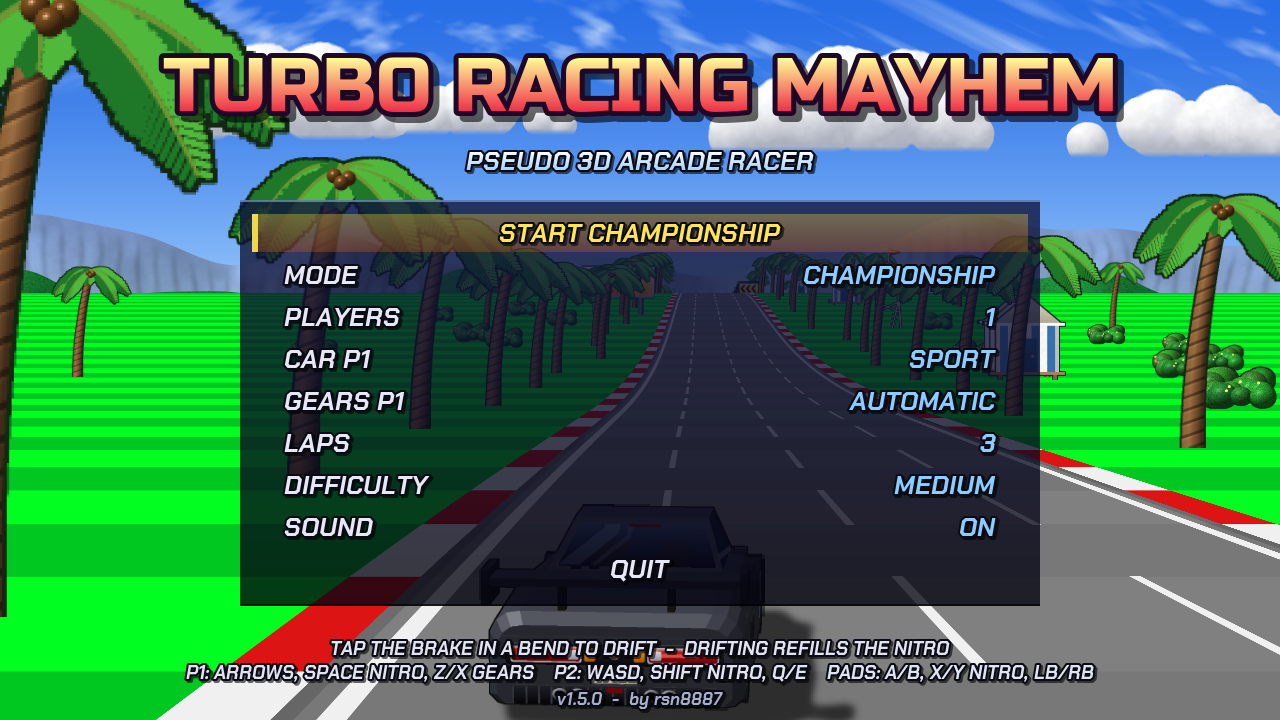 TURBO RACING MAYHEM
PSEUDO 3D ARCADE RACER
START CHAMPIONSHIP
MODE CHAMPIONSHIP
PLAYERS 1
CAR P1 SPORT
GEARS P1 AUTOMATIC
LAPS 3
DIFFICULTY MEDIUM
SOUND ON
QUIT
TAP THE BRAKE IN A BEND TO DRIFT - DRIFTING REFILLS THE NITRO
P1: ARROWS, SPACE NITRO, Z/X GEARS P2: WASD, SHIFT NITRO, Q/E PADS: A/B, X/Y NITRO, LB/RB
v1.5.0 - by rsn8887